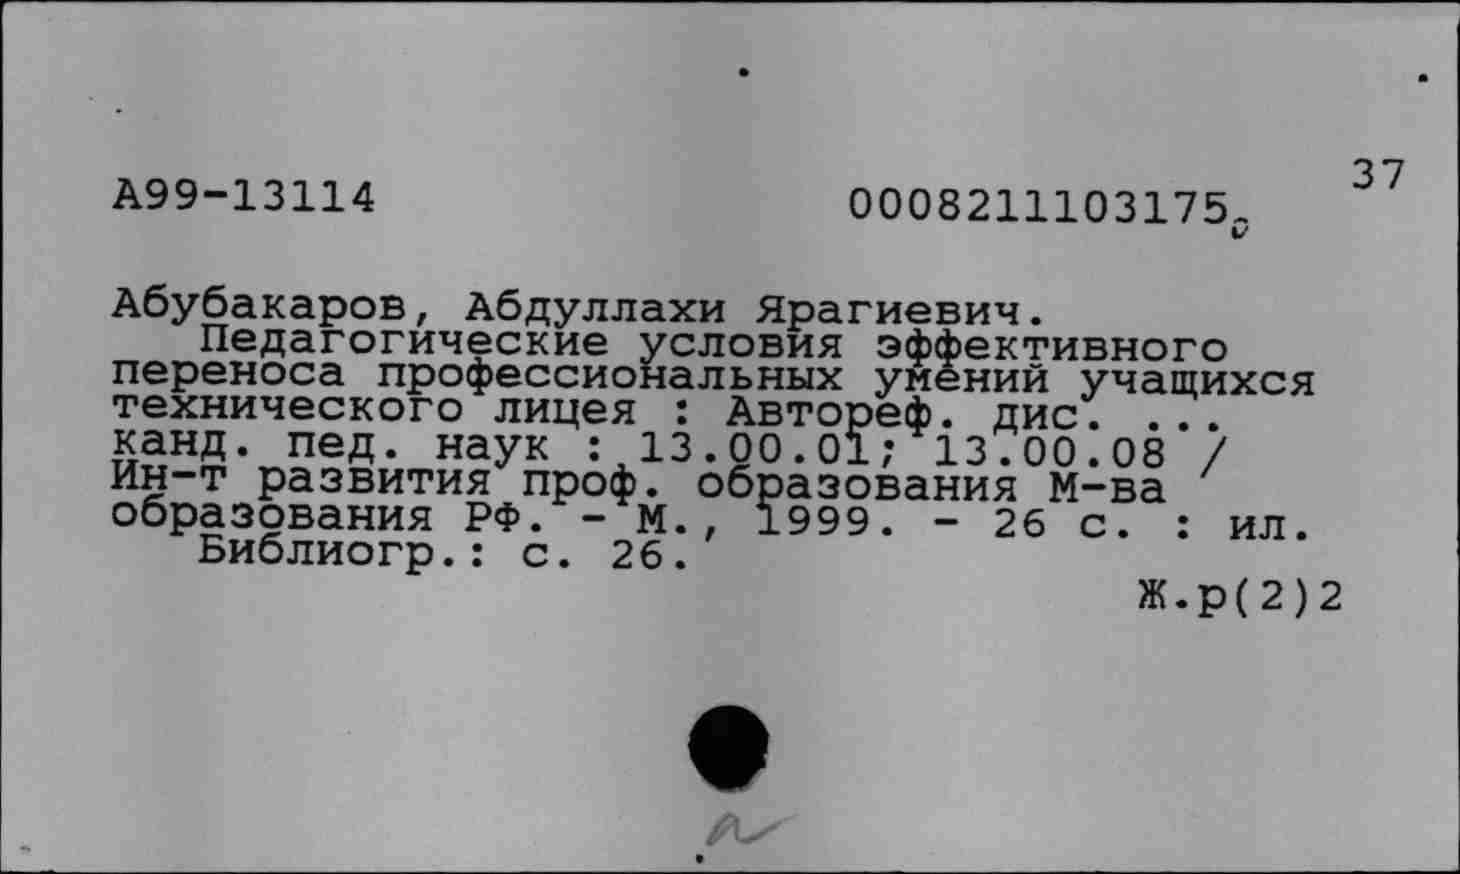 37
А99-13114 0008211103175
Абубакаров, Абдуллахи Ярагиевич.
Педагогические условия эффективного
переноса профессиональных умений учащихся
технического лицея : Автореф. дис. ...
канд. пед. наук : 13.00.01; 13.00.08 /
Ин-т развития проф. образования М-ва
образования РФ. - М., 1999. - 26 с. : ил.
Библиогр.: с. 26.
Ж.р(2)2